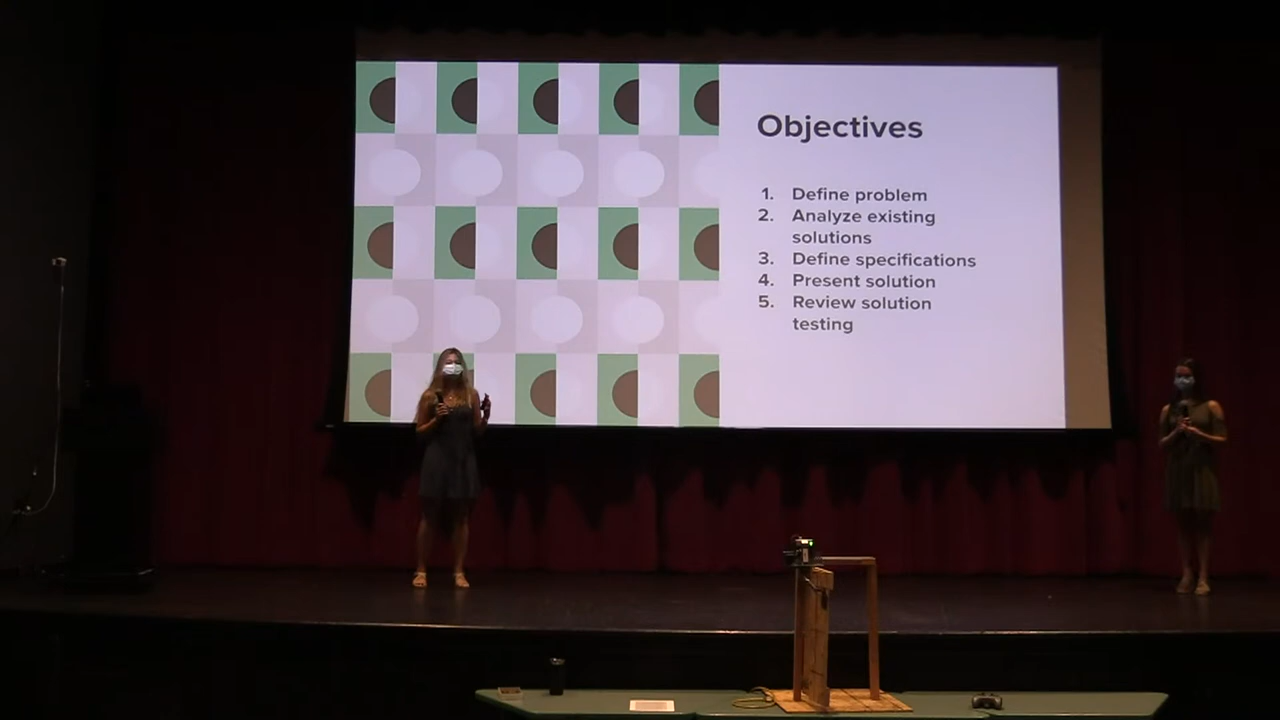 Objectives
1. Define problem
2. Analyze existing
solutions
3. Define specifications
4. Present solution
5. Review solution
testing